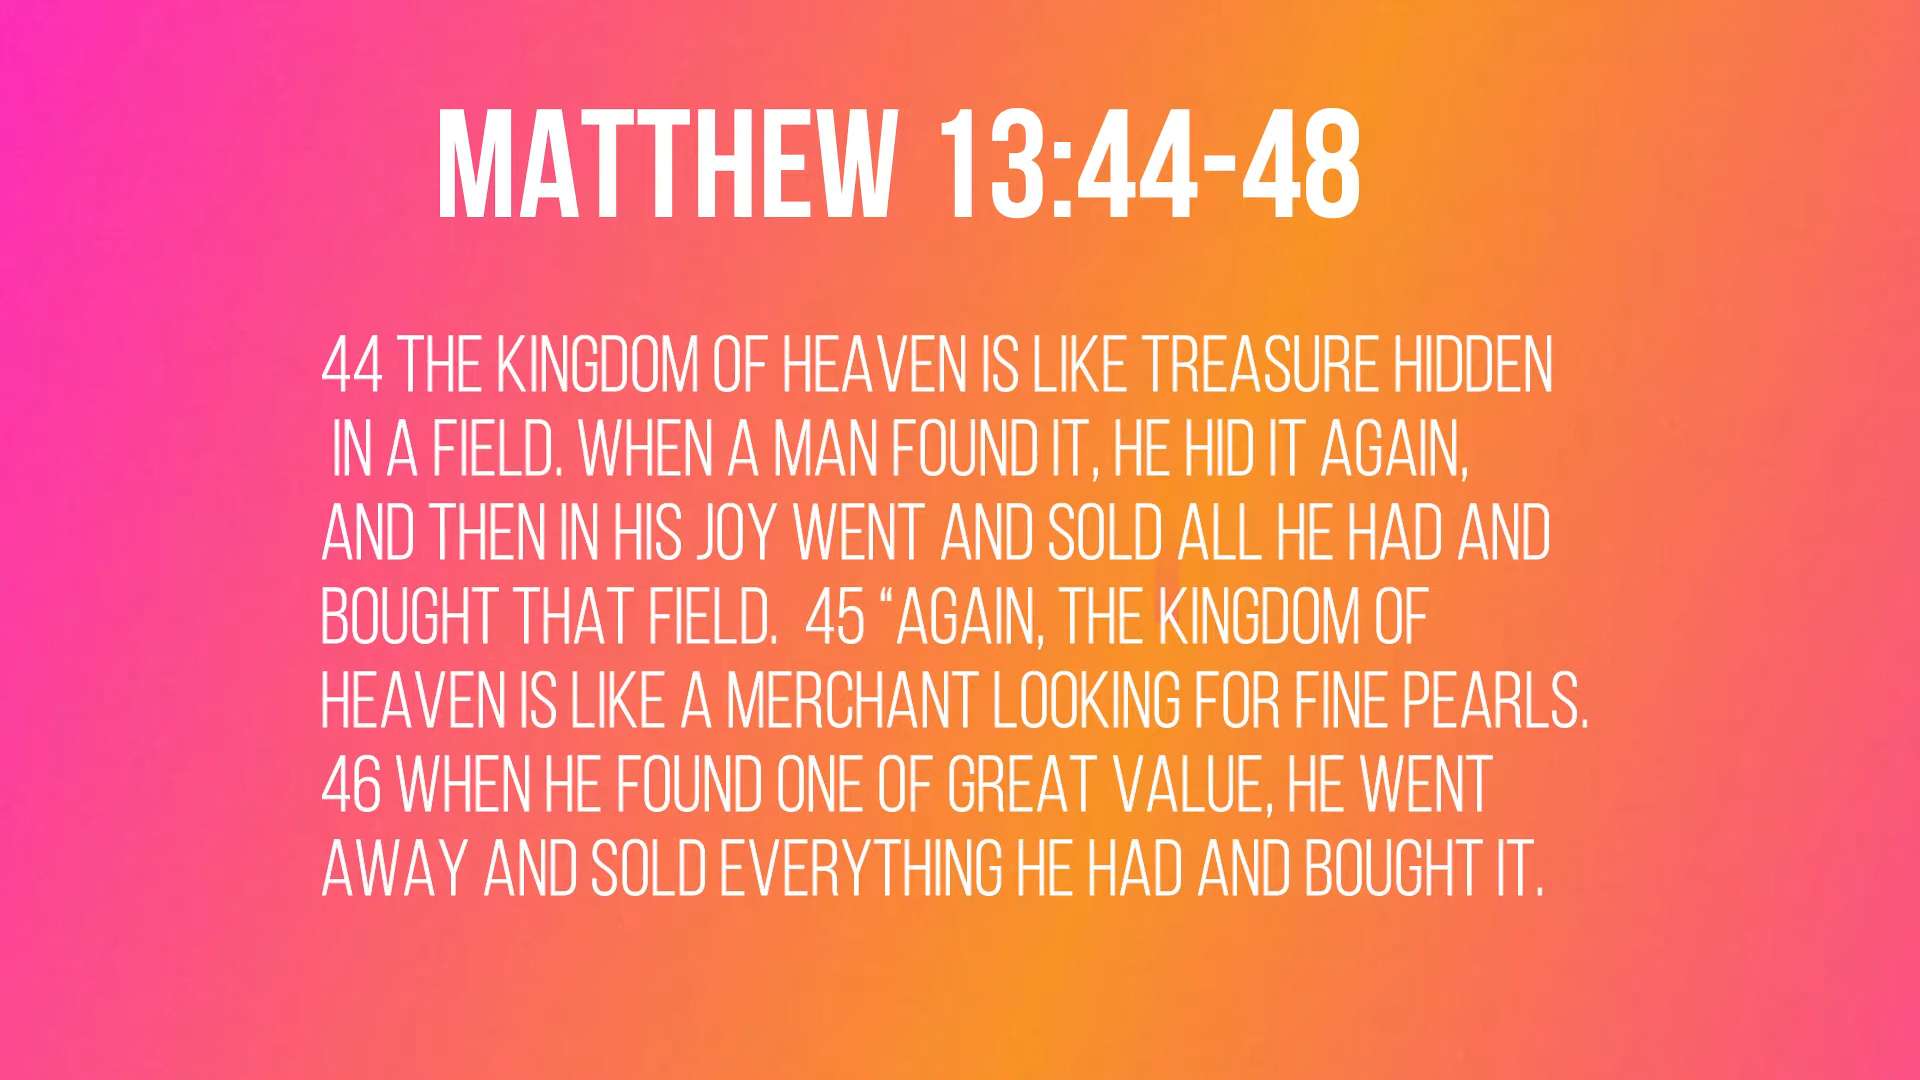 MATTHEW 13:44-48
44 THE KINGDOM OF HEAVEN IS LIKE TREASURE HIDDEN
IN A FIELD. WHEN A MAN FOUND IT, HE HID IT AGAIN,
AND THEN IN HIS JOY WENT AND SOLD ALL HE HAD AND
BOUGHT THAT FIELD. 45 “AGAIN, THE KINGDOM OF
HEAVEN IS LIKE A MERCHANT LOOKING FOR FINE PEARLS.
46 WHEN HE FOUND ONE OF GREAT VALUE, HE WENT
AWAY AND SOLD EVERYTHING HE HAD AND BOUGHT IT.